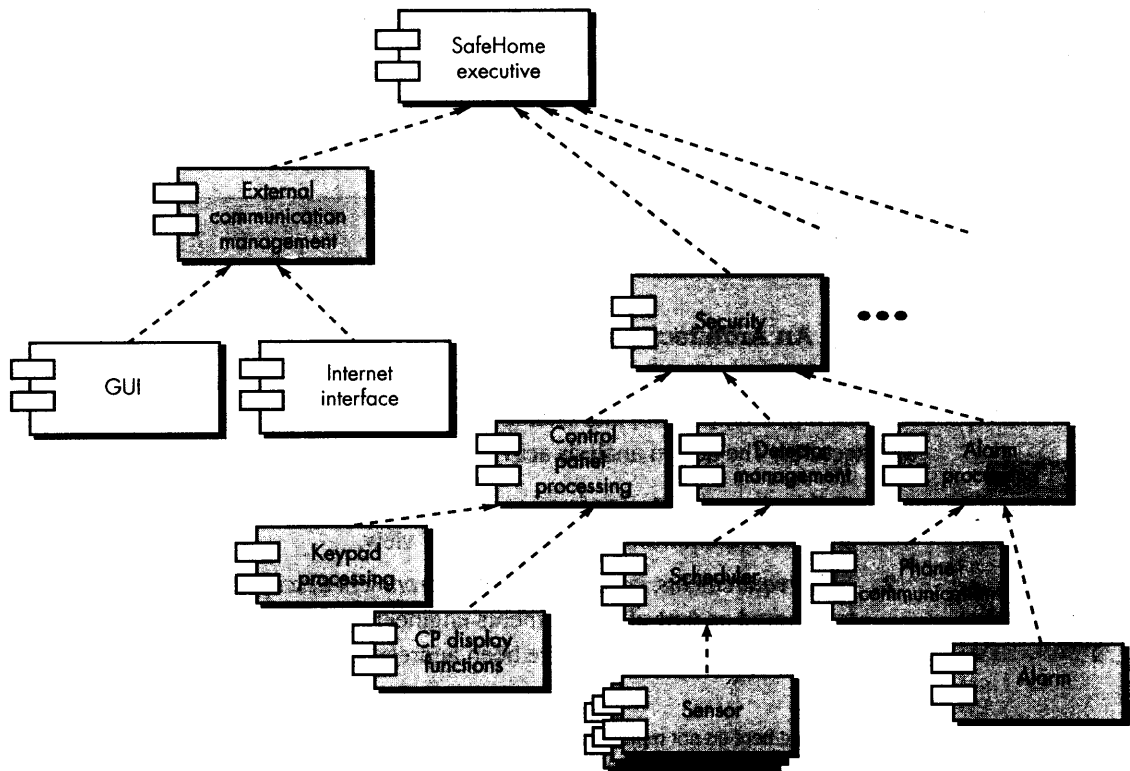 SafeHome
executive
External
communication
management
Security
GUI
Internet
interface
Control
panel
processing
Detector
management
Alarm
processing
Keypad
processing
Scheduler
Phone
communication
CP display
functions
Sensor
Alarm